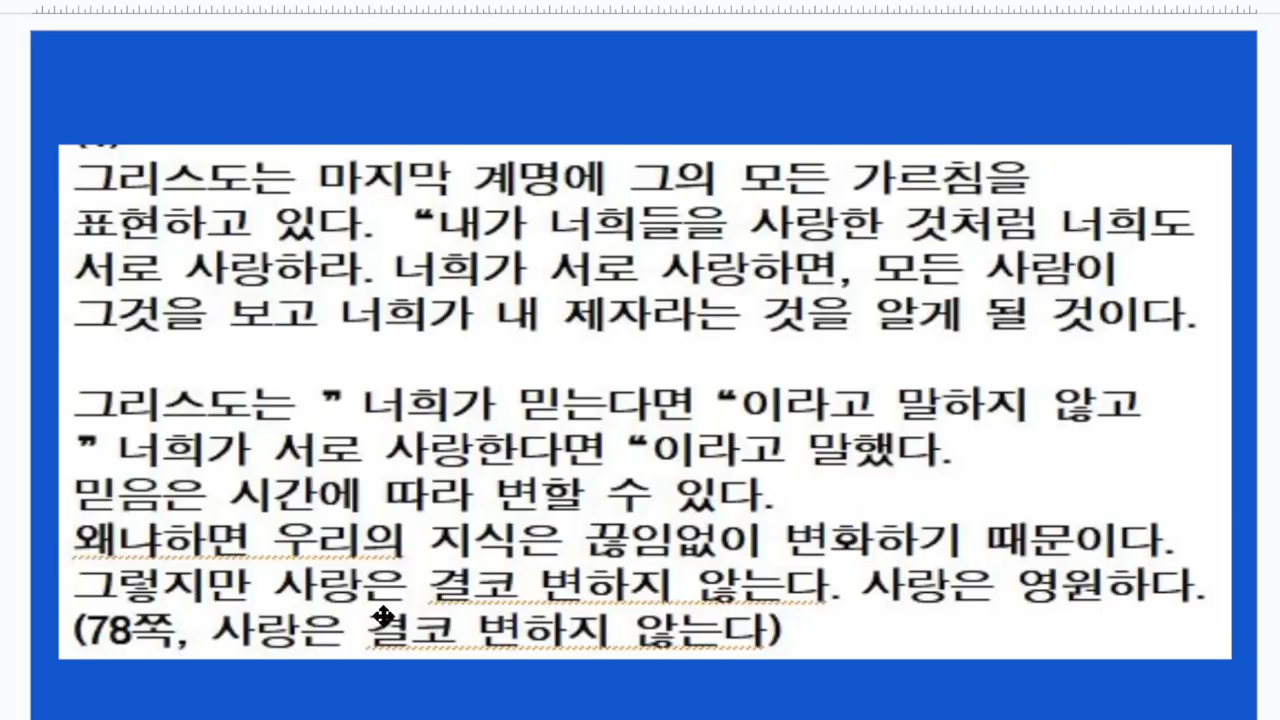 그리스도는 마지막 계명에 그의 모든 가르침을
표현하고 있다. “내가 너희들을 사랑한 것처럼 너희도
서로 사랑하라. 너희가 서로 사랑하면, 모든 사람이
그것을 보고 너희가 내 제자라는 것을 알게 될 것이다.
그리스도는 ” 너희가 믿는다면 “이라고 말하지 않고
” 너희가 서로 사랑한다면 “이라고 말했다.
믿음은 시간에 따라 변할 수 있다.
왜냐하면 우리의 지식은 끊임없이 변화하기 때문이다.
그렇지만 사랑은 결코 변하지 않는다. 사랑은 영원하다.
(78쪽, 사랑은 결코 변하지 않는다)